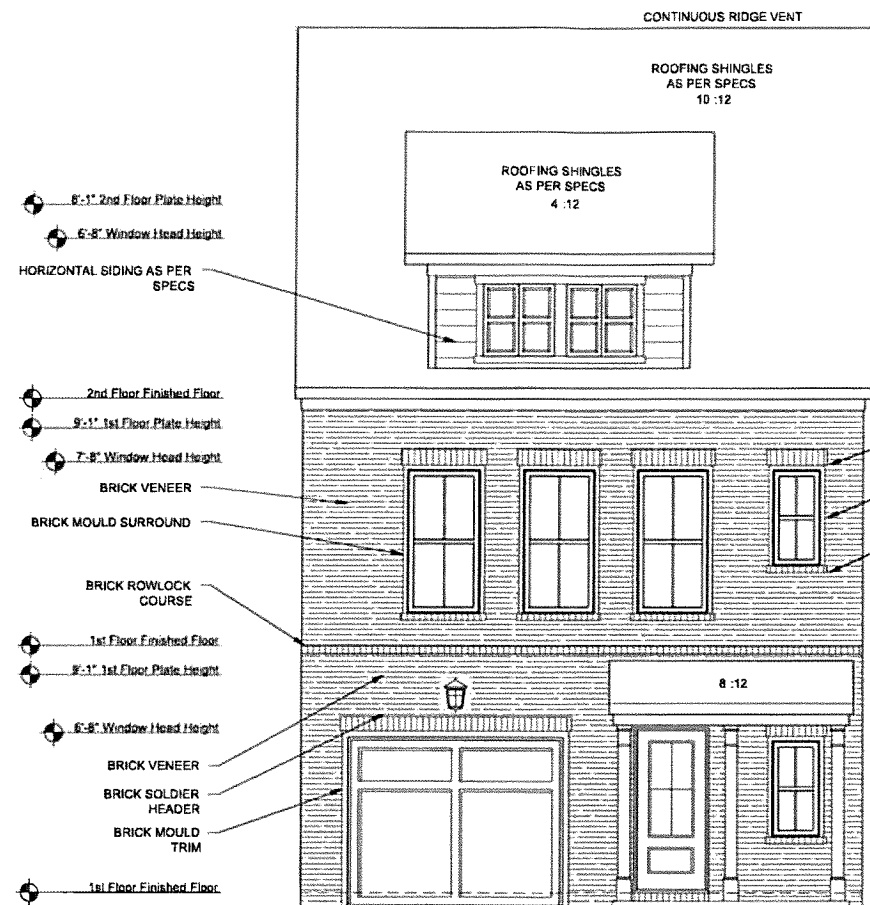 CONTINUOUS RIDGE VENT
ROOFING SHINGLES
AS PER SPECS
10 :12
ROOFING SHINGLES
AS PER SPECS
4 :12
8'-1" 2nd Floor Plate Height
6'-8" Window Head Height
HORIZONTAL SIDING AS PER
SPECS
2nd Floor Finished Floor
9'-1" 1st Floor Plate Height
7'-8" Window Head Height
BRICK VENEER
BRICK MOULD SURROUND
BRICK ROWLOCK
COURSE
1st Floor Finished Floor
9'-1" 1st Floor Plate Height
8 :12
6'-8" Window Head Height
BRICK VENEER
BRICK SOLDIER
HEADER
BRICK MOULD
TRIM
1st Floor Finished Floor